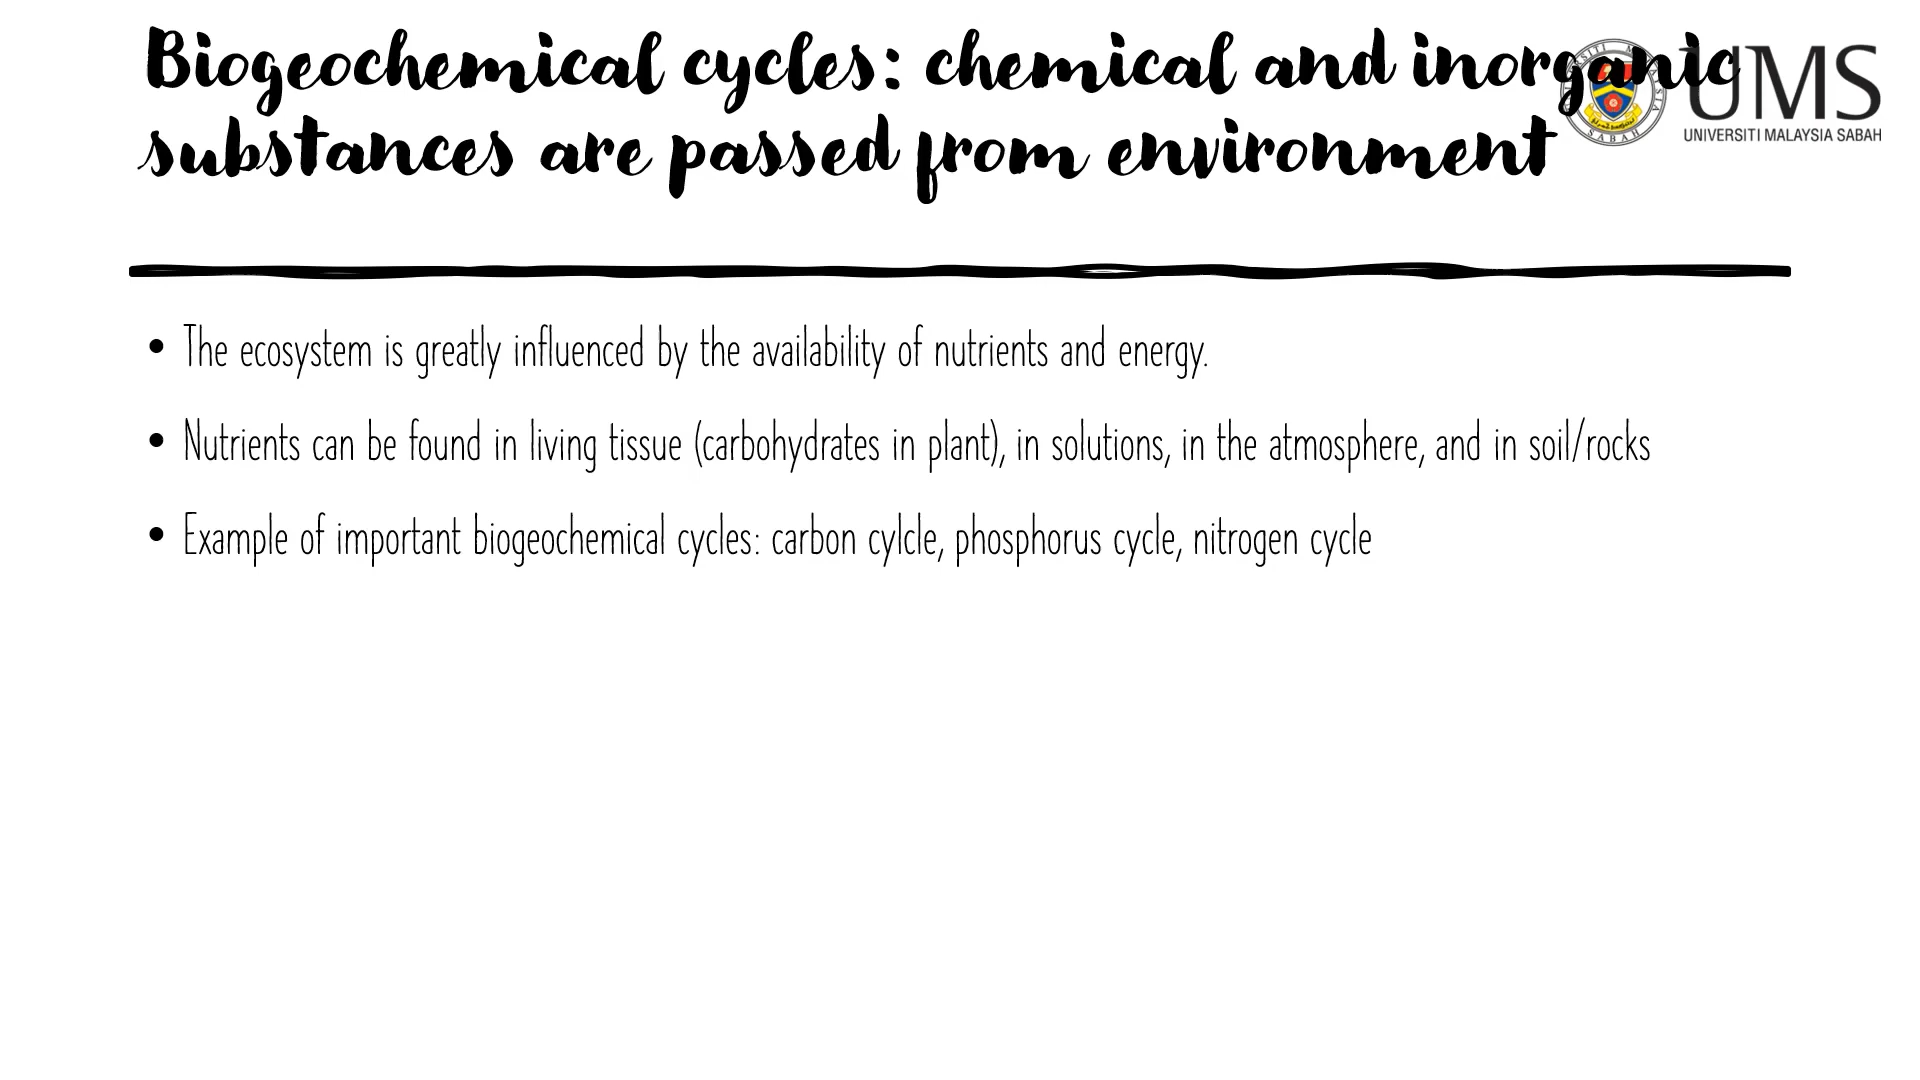 Biogeochemical cycles: chemical and inorganic
substances are passed from environment
UMS
UNIVERSITI MALAYSIA SABAH
SABAH
• The ecosystem is greatly influenced by the availability of nutrients and energy.
• Nutrients can be found in living tissue (carbohydrates in plant), in solutions, in the atmosphere, and in soil/rocks
• Example of important biogeochemical cycles: carbon cylcle, phosphorus cycle, nitrogen cycle